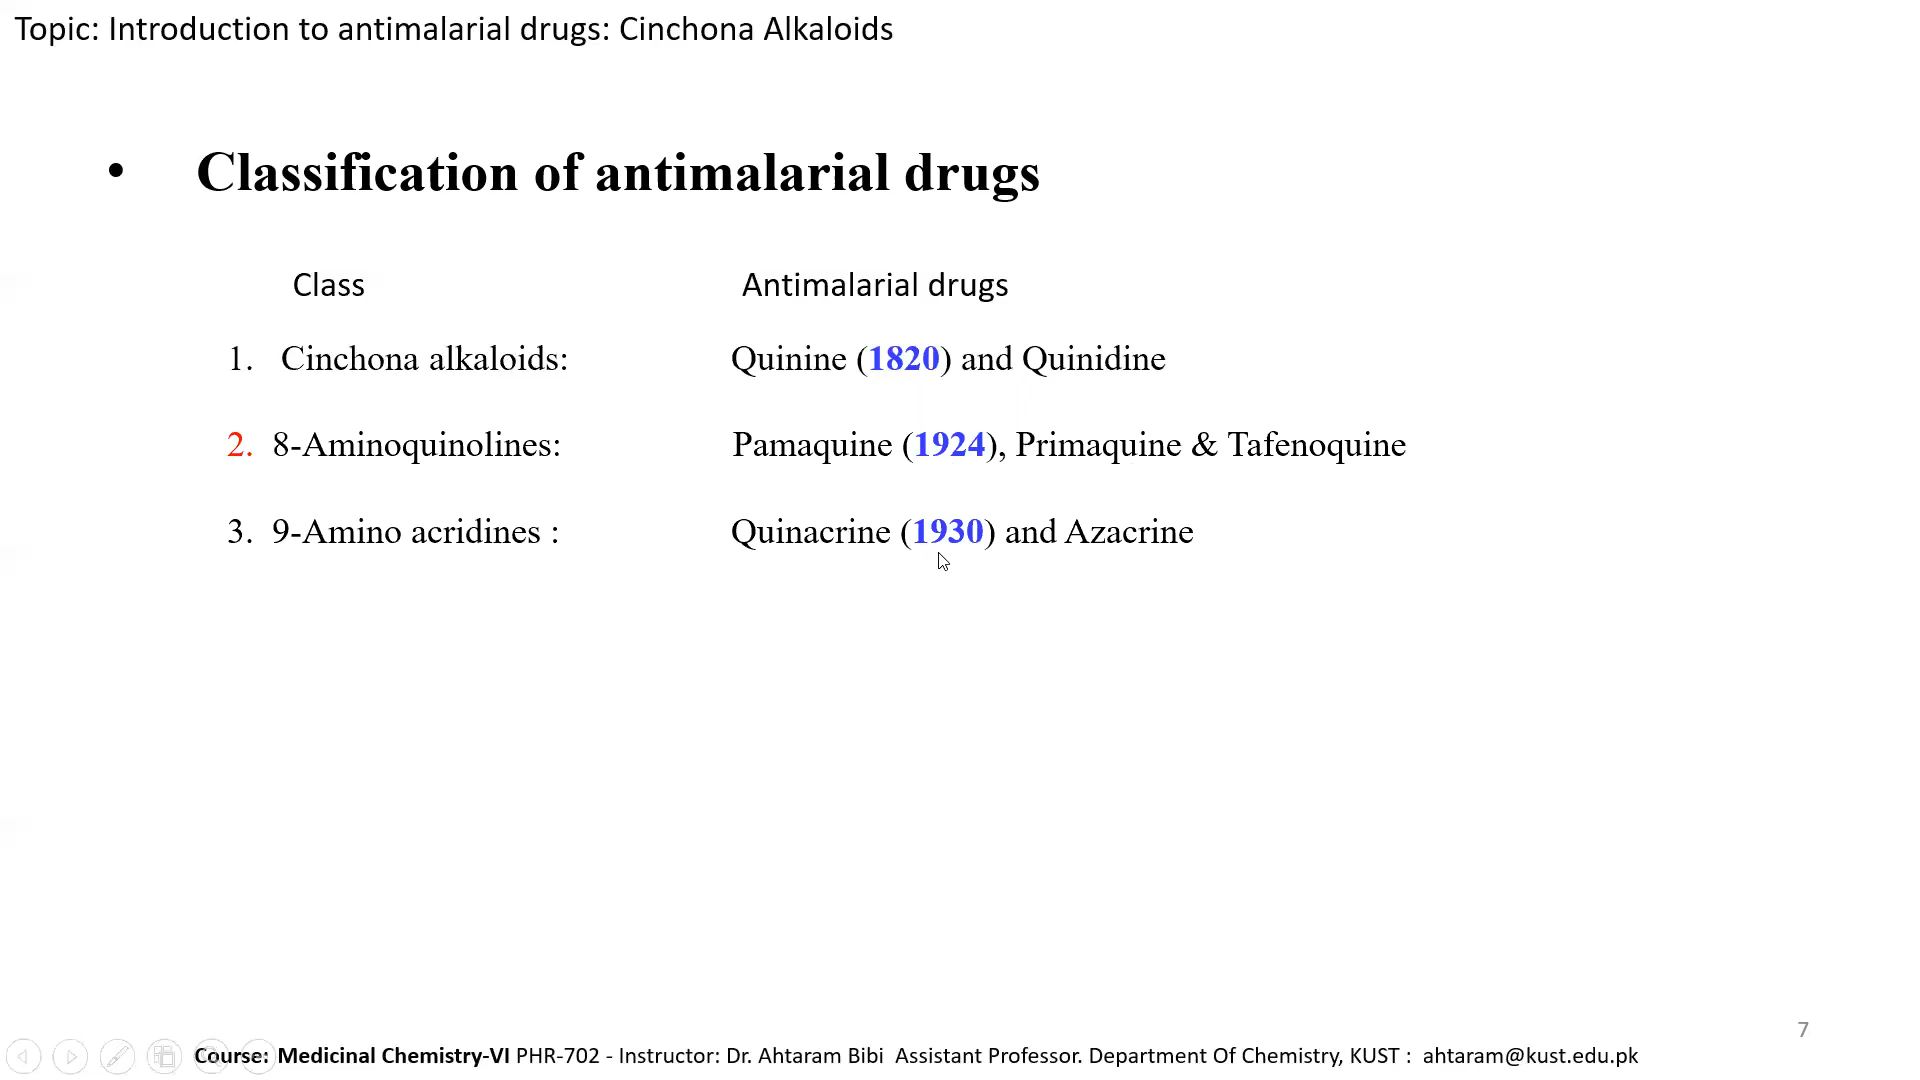 Topic: Introduction to antimalarial drugs: Cinchona Alkaloids
• Classification of antimalarial drugs
Class Antimalarial drugs
1. Cinchona alkaloids: Quinine (1820) and Quinidine
2. 8-Aminoquinolines: Pamaquine (1924), Primaquine & Tafenoquine
3. 9-Amino acridines : Quinacrine (1930) and Azacrine
7
Course: Medicinal Chemistry-VI PHR-702 - Instructor: Dr. Ahtaram Bibi Assistant Professor. Department Of Chemistry, KUST : ahtaram@kust.edu.pk